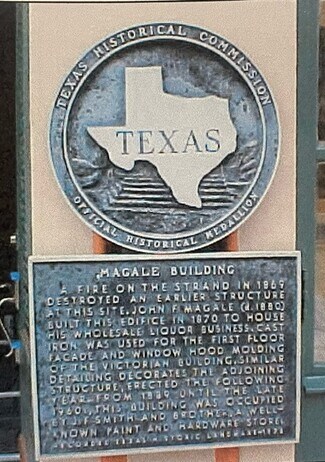 TEXAS HISTORICAL COMMISSION
TEXAS
OFFICIAL HISTORICAL MEDALLION
MAGALE BUILDING
A FIRE ON THE STRAND IN 1869
DESTROYED AN EARLIER STRUCTURE
AT THIS SITE. JOHN F. MAGALE (d. 1880)
BUILT THIS EDIFICE IN 1870 TO HOUSE
HIS WHOLESALE LIQUOR BUSINESS. CAST
IRON WAS USED FOR THE FIRST FLOOR
FACADE AND WINDOW HOOD MOLDING
OF THE VICTORIAN BUILDING. SIMILAR
DETAILING DECORATES THE ADJOINING
STRUCTURE, ERECTED THE FOLLOWING
YEAR. FROM 1889 UNTIL THE LATE
1960s, THIS BUILDING WAS OCCUPIED
BY J. F. SMITH AND BROTHER, A WELL-
KNOWN PAINT AND HARDWARE STORE.
RECORDED TEXAS HISTORIC LANDMARK